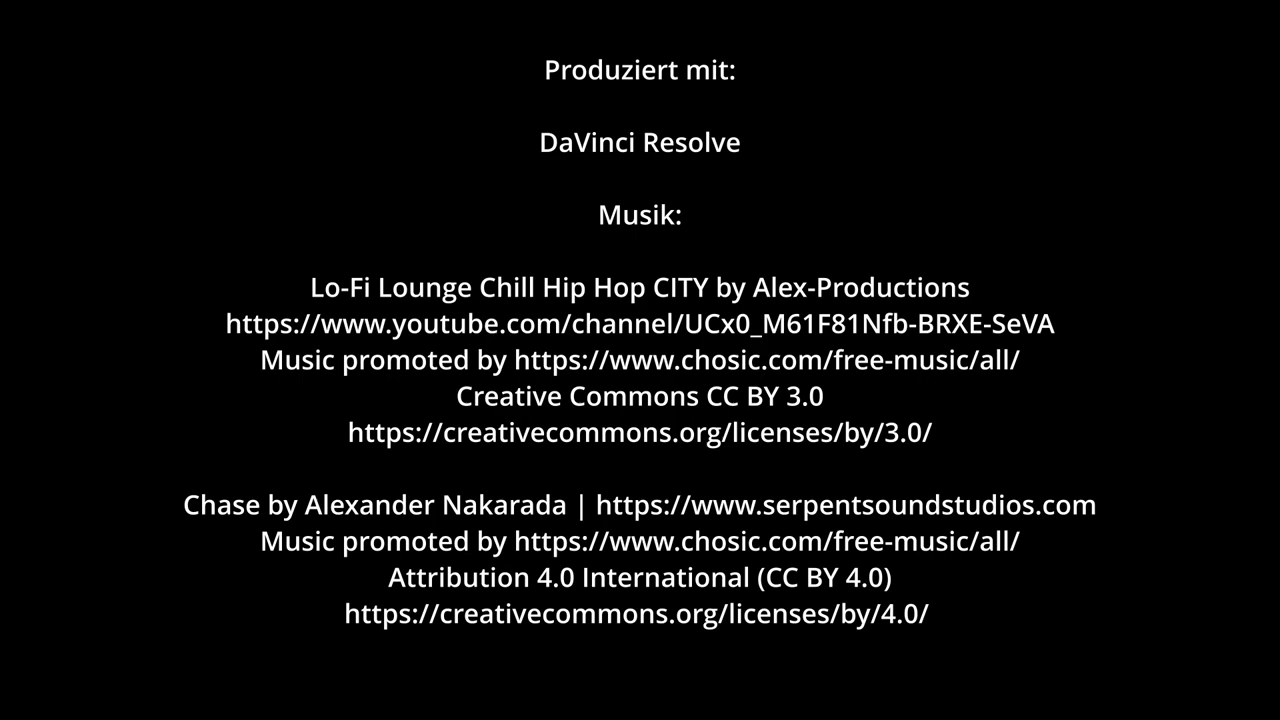 Produziert mit:
DaVinci Resolve
Musik:
Lo-Fi Lounge Chill Hip Hop CITY by Alex-Productions
https://www.youtube.com/channel/UCx0_M61F81Nfb-BRXE-SeVA
Music promoted by https://www.chosic.com/free-music/all/
Creative Commons CC BY 3.0
https://creativecommons.org/licenses/by/3.0/
Chase by Alexander Nakarada | https://www.serpentsoundstudios.com
Music promoted by https://www.chosic.com/free-music/all/
Attribution 4.0 International (CC BY 4.0)
https://creativecommons.org/licenses/by/4.0/